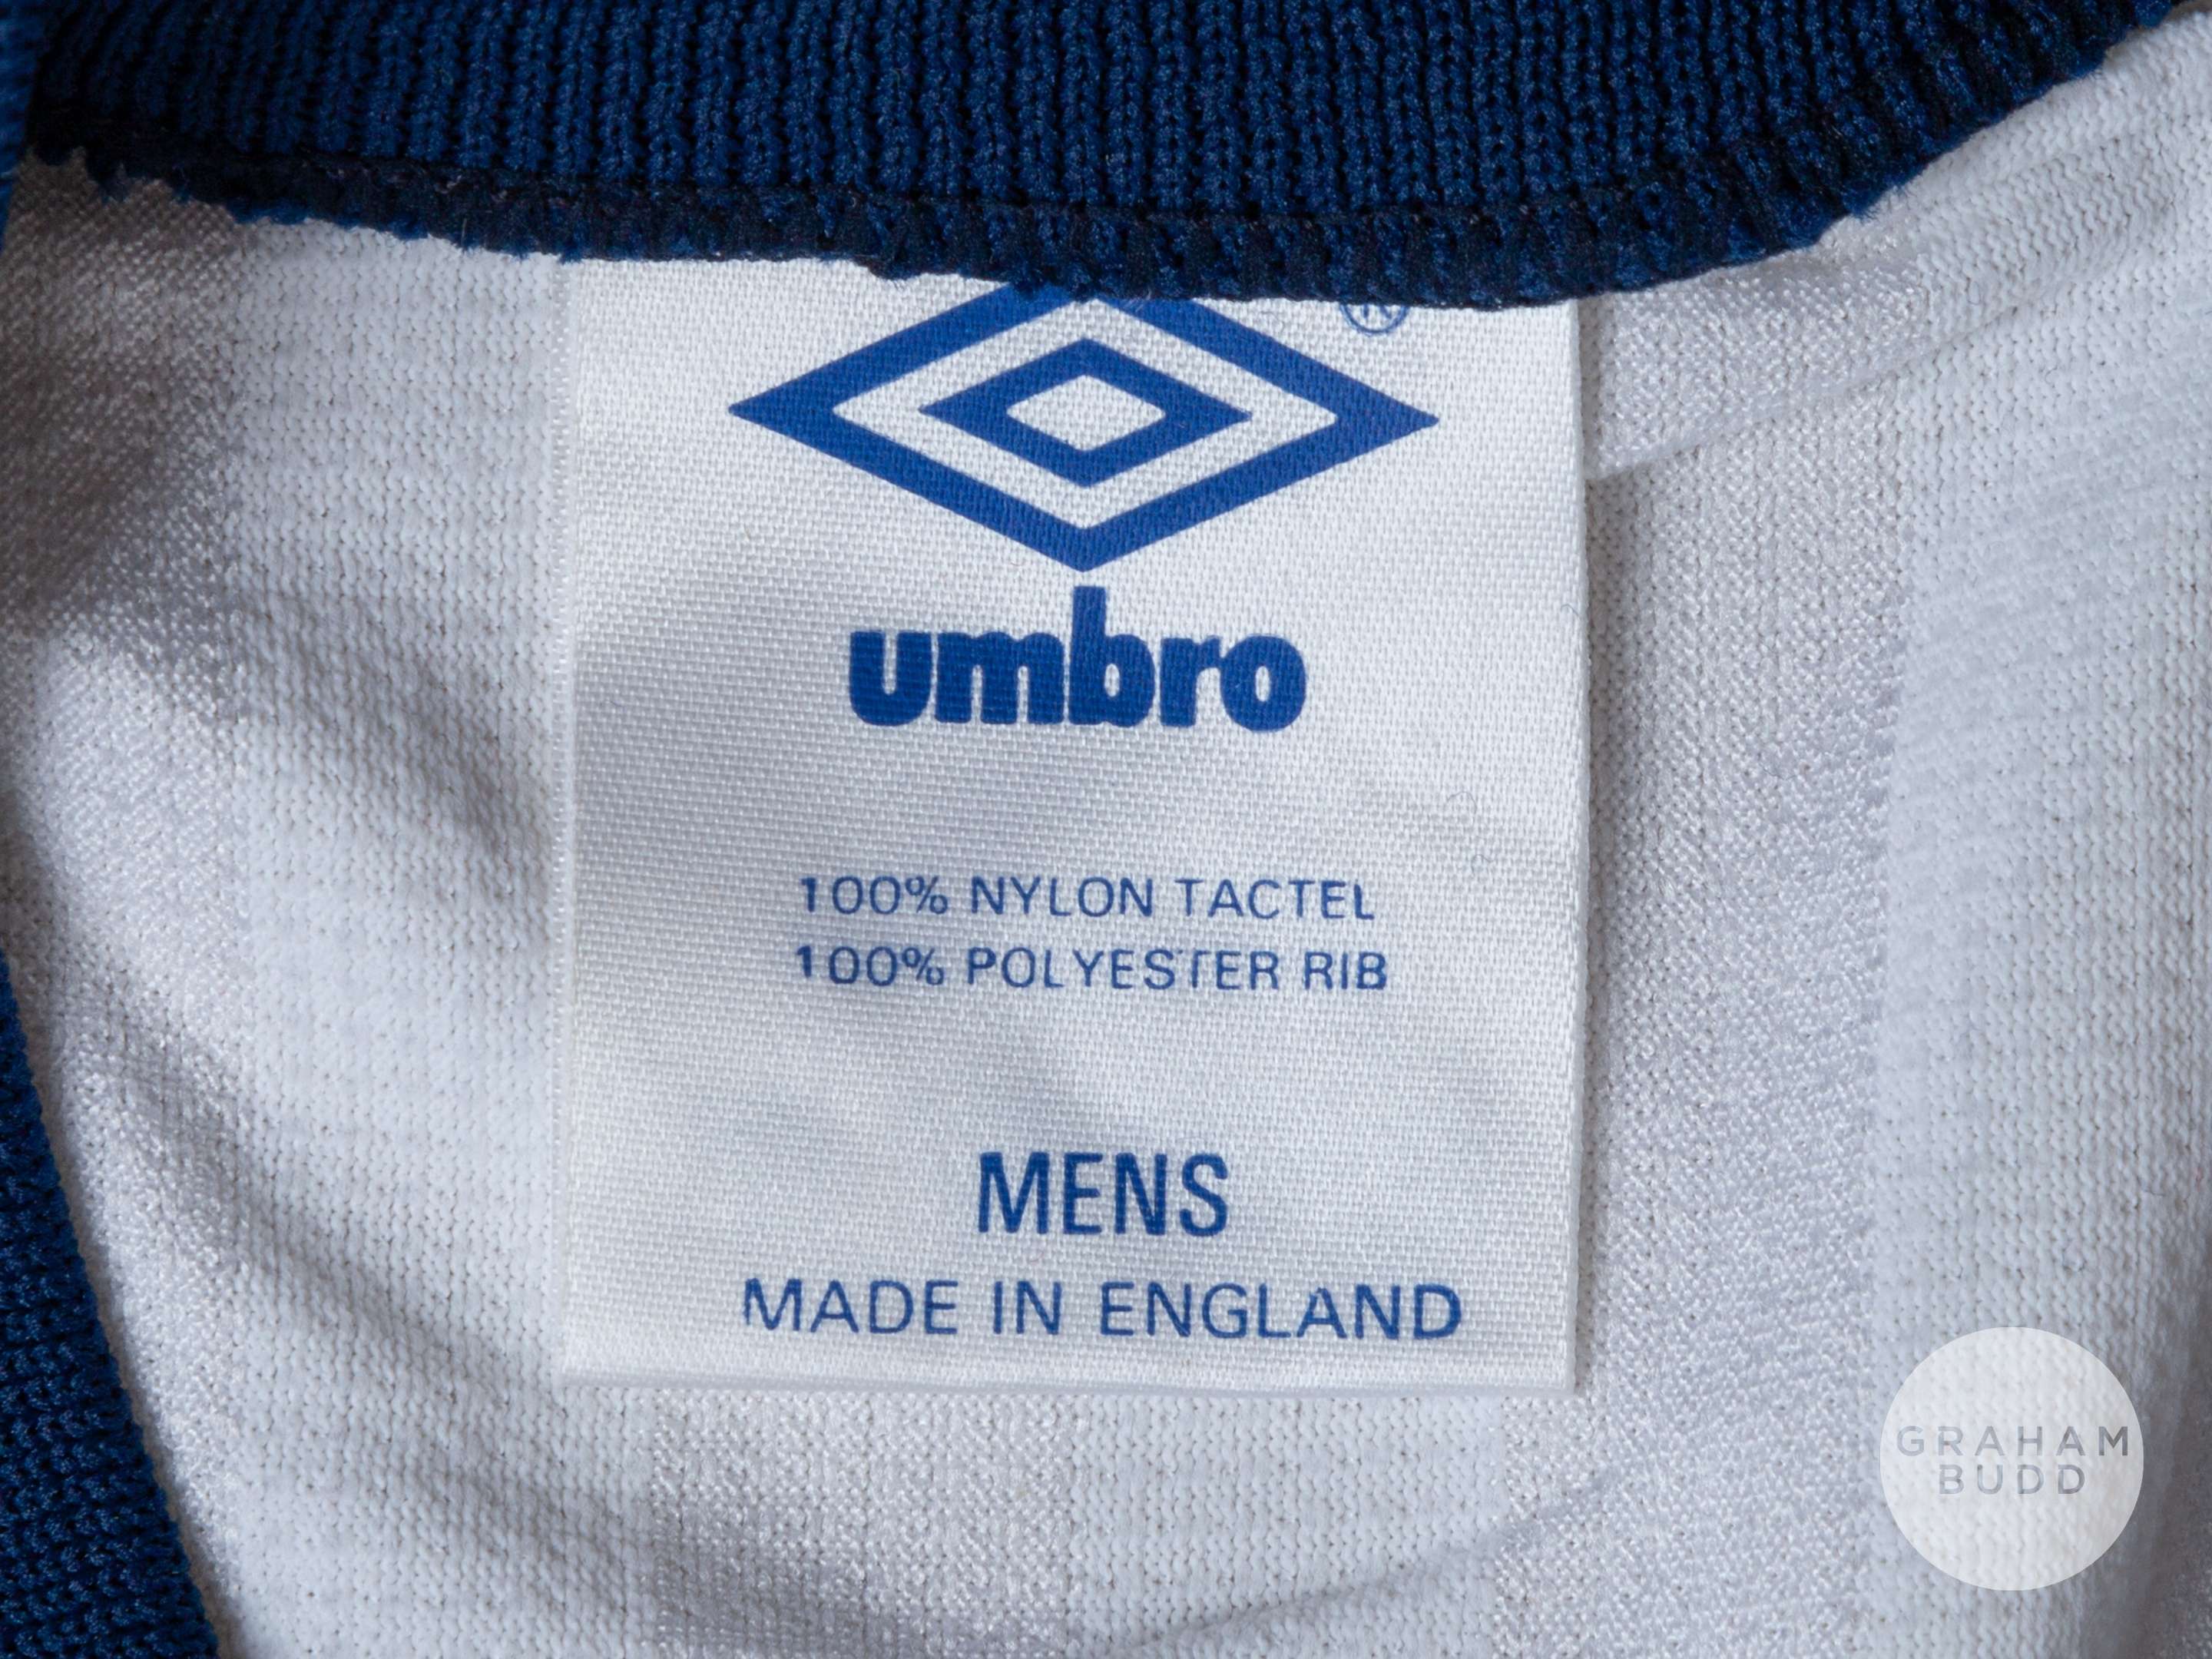 ®
umbro
100% NYLON TACTEL
100% POLYESTER RIB
MENS
MADE IN ENGLAND
GRAHAM
BUDD